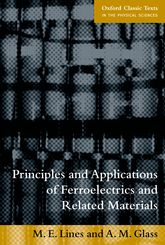 Oxford Classic Texts
IN THE PHYSICAL SCIENCES
Principles and Applications
of Ferroelectrics and
Related Materials
M. E. Lines and A. M. Glass